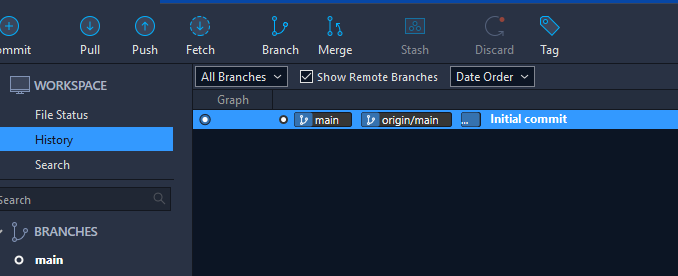 ommit Pull Push Fetch Branch Merge Stash Discard Tag
WORKSPACE
All Branches Show Remote Branches Date Order
Graph
File Status
main origin/main ... Initial commit
History
Search
Search
BRANCHES
main